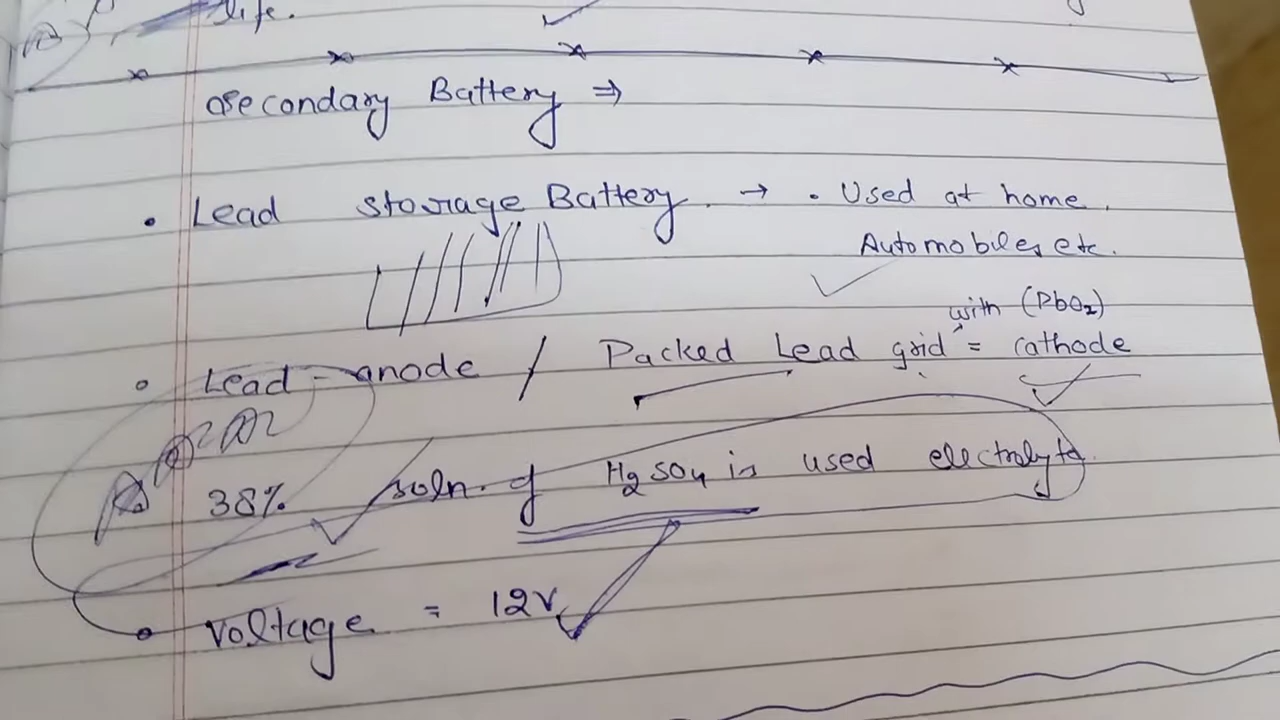 life.
Secondary Battery ⇒
• Lead storage Battery. → • Used at home.
Automobiles etc.
with (PbO₂)
• Lead - anode / Packed Lead grid = cathode
38% soln. of H₂SO₄ is used electrolyte.
• Voltage = 12V